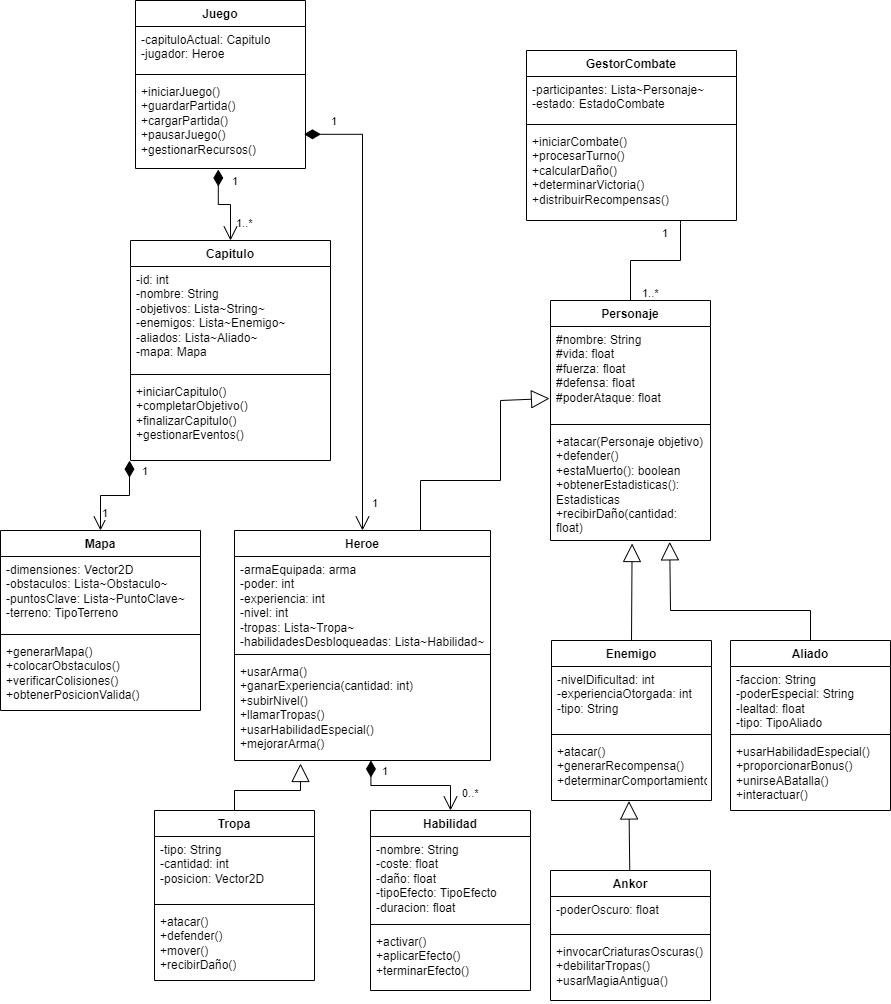 Juego
-capituloActual: Capitulo
-jugador: Heroe
+iniciarJuego()
+guardarPartida()
+cargarPartida()
+pausarJuego()
+gestionarRecursos()
1
1
1..*
GestorCombate
-participantes: Lista~Personaje~
-estado: EstadoCombate
+iniciarCombate()
+procesarTurno()
+calcularDaño()
+determinarVictoria()
+distribuirRecompensas()
1
1..*
Capitulo
-id: int
-nombre: String
-objetivos: Lista~String~
-enemigos: Lista~Enemigo~
-aliados: Lista~Aliado~
-mapa: Mapa
+iniciarCapitulo()
+completarObjetivo()
+finalizarCapitulo()
+gestionarEventos()
1
1
1
Personaje
#nombre: String
#vida: float
#fuerza: float
#defensa: float
#poderAtaque: float
+atacar(Personaje objetivo)
+defender()
+estaMuerto(): boolean
+obtenerEstadisticas():
Estadisticas
+recibirDaño(cantidad:
float)
Mapa
-dimensiones: Vector2D
-obstaculos: Lista~Obstaculo~
-puntosClave: Lista~PuntoClave~
-terreno: TipoTerreno
+generarMapa()
+colocarObstaculos()
+verificarColisiones()
+obtenerPosicionValida()
Heroe
-armaEquipada: arma
-poder: int
-experiencia: int
-nivel: int
-tropas: Lista~Tropa~
-habilidadesDesbloqueadas: Lista~Habilidad~
+usarArma()
+ganarExperiencia(cantidad: int)
+subirNivel()
+llamarTropas()
+usarHabilidadEspecial()
+mejorarArma()
1
0..*
Enemigo
-nivelDificultad: int
-experienciaOtorgada: int
-tipo: String
+atacar()
+generarRecompensa()
+determinarComportamiento
Aliado
-faccion: String
-poderEspecial: String
-lealtad: float
-tipo: TipoAliado
+usarHabilidadEspecial()
+proporcionarBonus()
+unirseABatalla()
+interactuar()
Tropa
-tipo: String
-cantidad: int
-posicion: Vector2D
+atacar()
+defender()
+mover()
+recibirDaño()
Habilidad
-nombre: String
-coste: float
-daño: float
-tipoEfecto: TipoEfecto
-duracion: float
+activar()
+aplicarEfecto()
+terminarEfecto()
Ankor
-poderOscuro: float
+invocarCriaturasOscuras()
+debilitarTropas()
+usarMagiaAntigua()